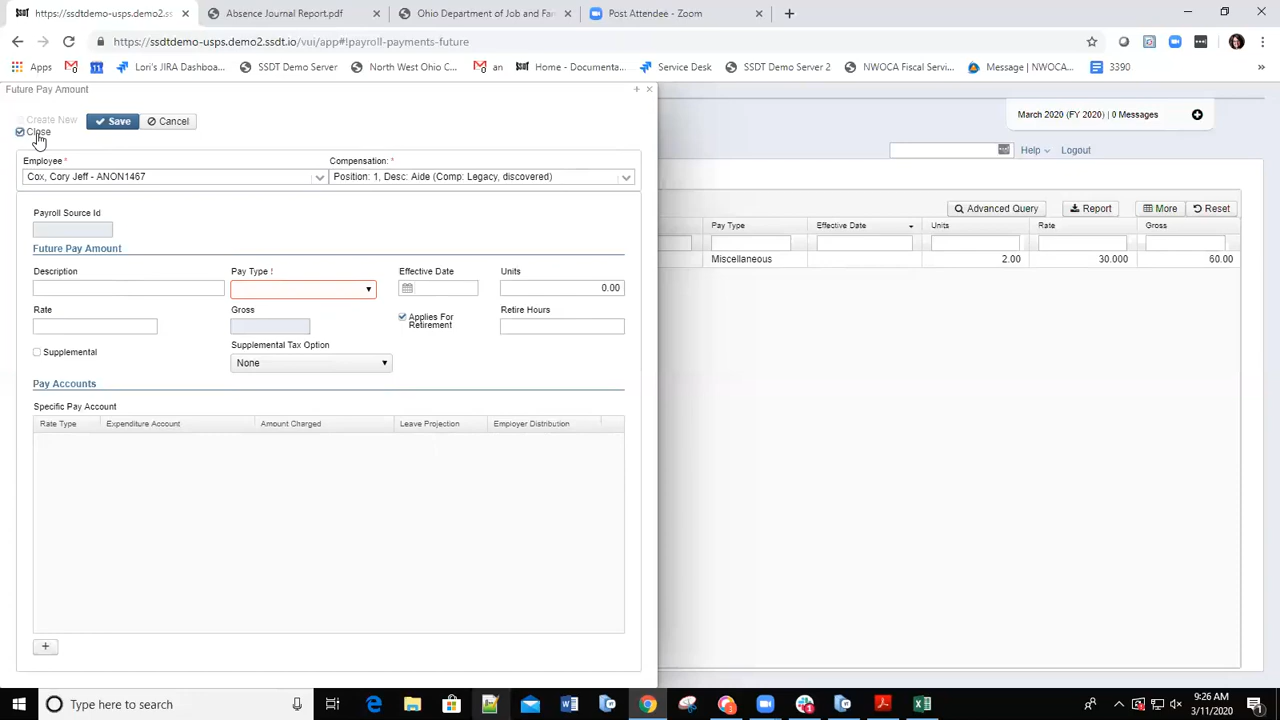 https://ssdtdemo-usps.demo2.ss
Absence Journal Report.pdf
Ohio Department of Job and Fam
Post Attendee - Zoom
https://ssdtdemo-usps.demo2.ssdt.io/vui/app#!payroll-payments-future
Apps
Lori's JIRA Dashboa...
SSDT Demo Server
North West Ohio C...
an
Home - Documenta...
Service Desk
SSDT Demo Server 2
NWOCA Fiscal Servi...
Message | NWOCA...
3390
Future Pay Amount
March 2020 (FY 2020) | 0 Messages
Create New
Close
Save
Cancel
Help
Logout
Employee *
Compensation: *
Cox, Cory Jeff - ANON1467
Position: 1, Desc: Aide (Comp: Legacy, discovered)
Advanced Query
Report
More
Reset
Pay Type
Effective Date
Units
Rate
Gross
Miscellaneous
2.00
30.000
60.00
Payroll Source Id
Future Pay Amount
Description
Pay Type !
Effective Date
Units
0.00
Rate
Gross
Applies For Retirement
Retire Hours
Supplemental
Supplemental Tax Option
None
Pay Accounts
Specific Pay Account
Rate Type
Expenditure Account
Amount Charged
Leave Projection
Employer Distribution
+
Type here to search
9:26 AM
3/11/2020